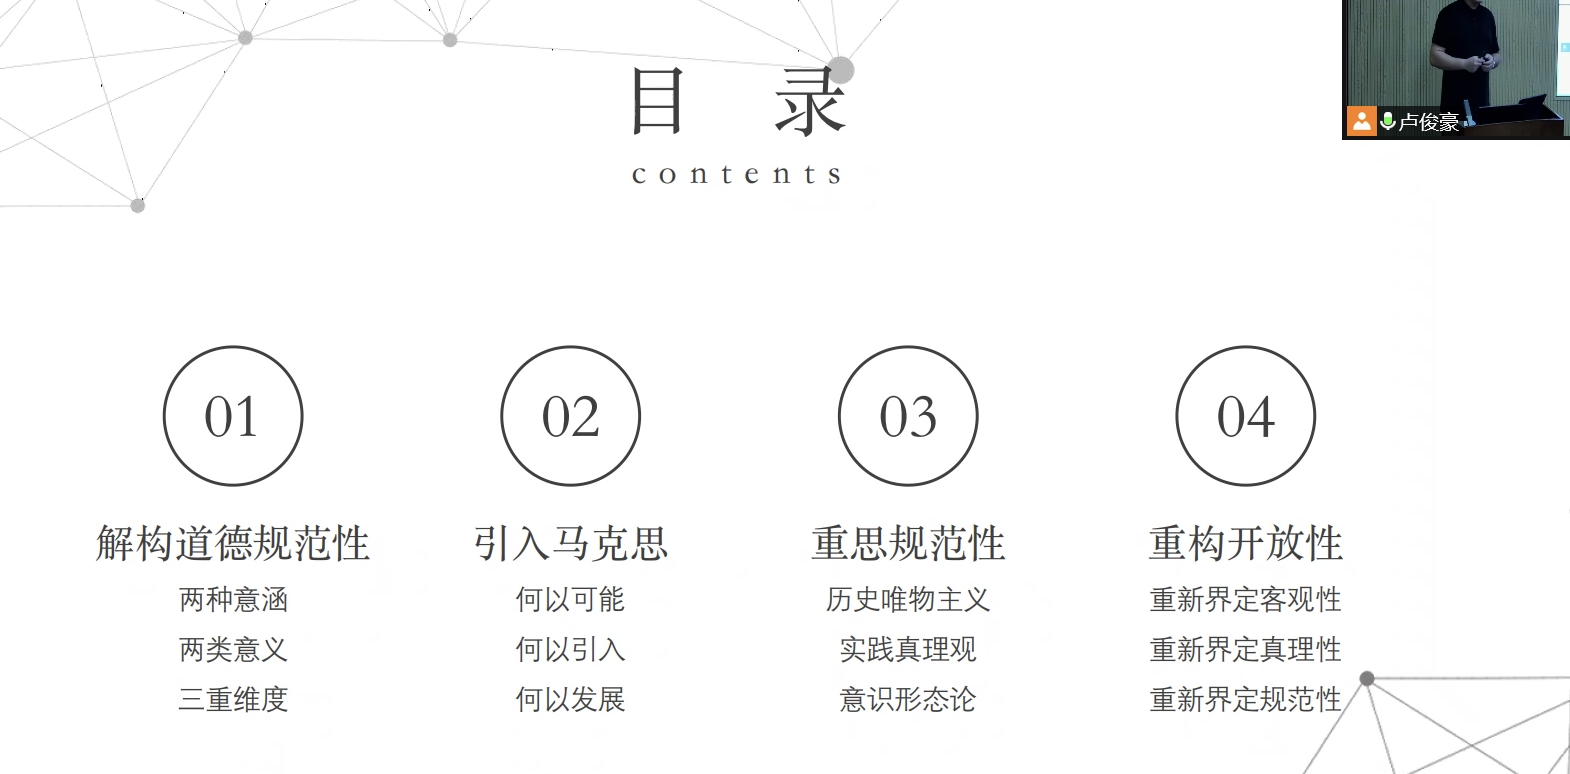 目 录
contents
卢俊豪
01
解构道德规范性
两种意涵
两类意义
三重维度
02
引入马克思
何以可能
何以引入
何以发展
03
重思规范性
历史唯物主义
实践真理观
意识形态论
04
重构开放性
重新界定客观性
重新界定真理性
重新界定规范性